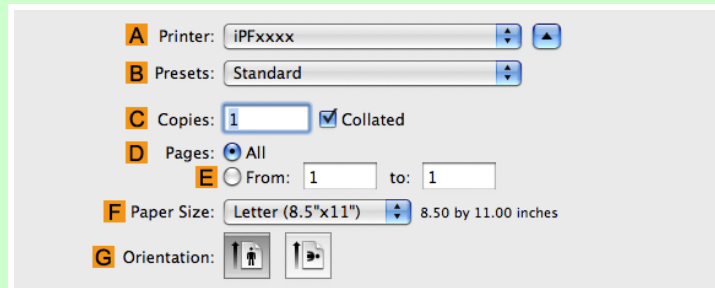 A Printer: iPFxxxx
B Presets: Standard
C Copies: 1 Collated
D Pages: All
E From: 1 to: 1
F Paper Size: Letter (8.5"x11") 8.50 by 11.00 inches
G Orientation: